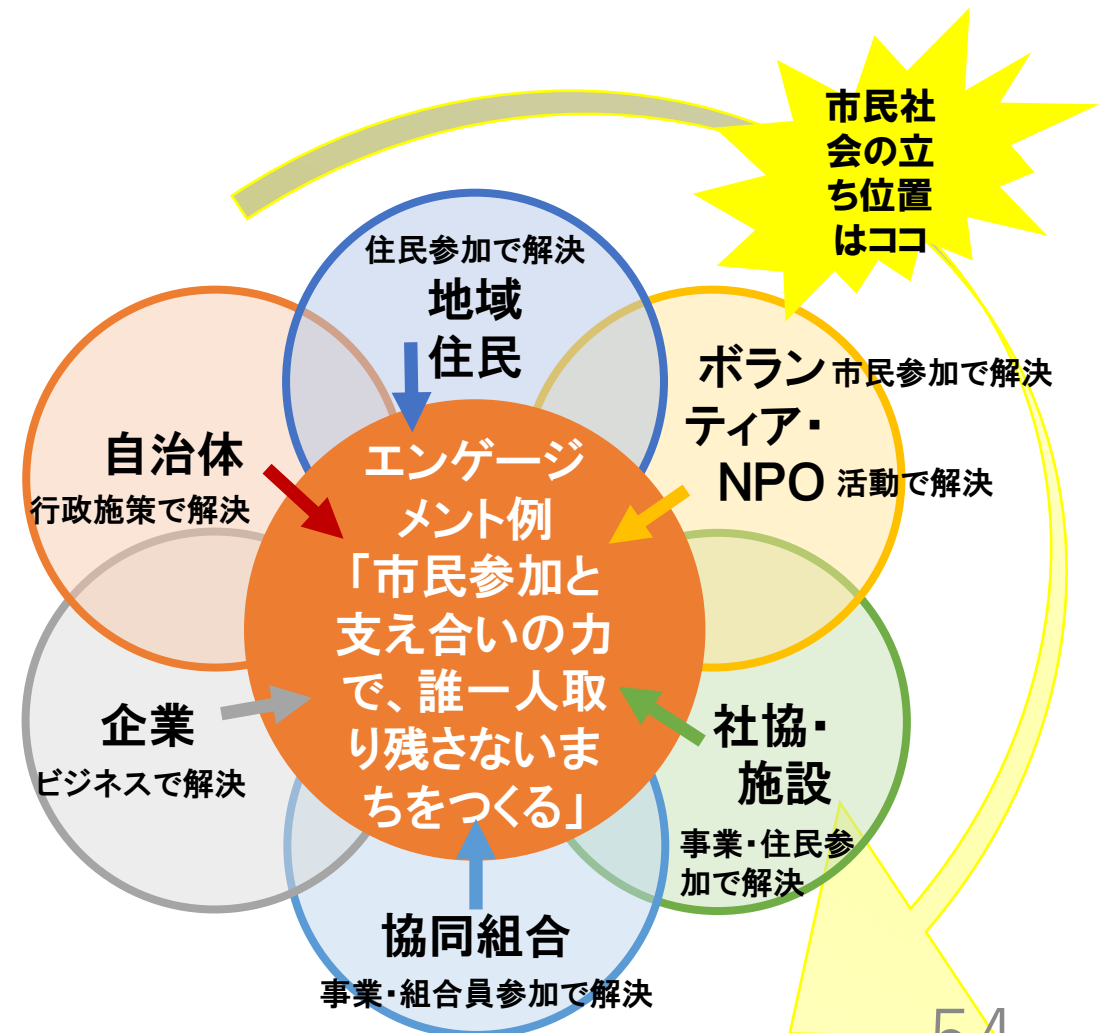 市民社
会の立
ち位置
はココ
住民参加で解決
地域
住民
ボラン
ティア・
NPO
市民参加で解決
活動で解決
自治体
行政施策で解決
エンゲージ
メント例
「市民参加と
支え合いの力
で、誰一人取
り残さないま
ちをつくる」
企業
ビジネスで解決
社協・
施設
事業・住民参
加で解決
協同組合
事業・組合員参加で解決
54